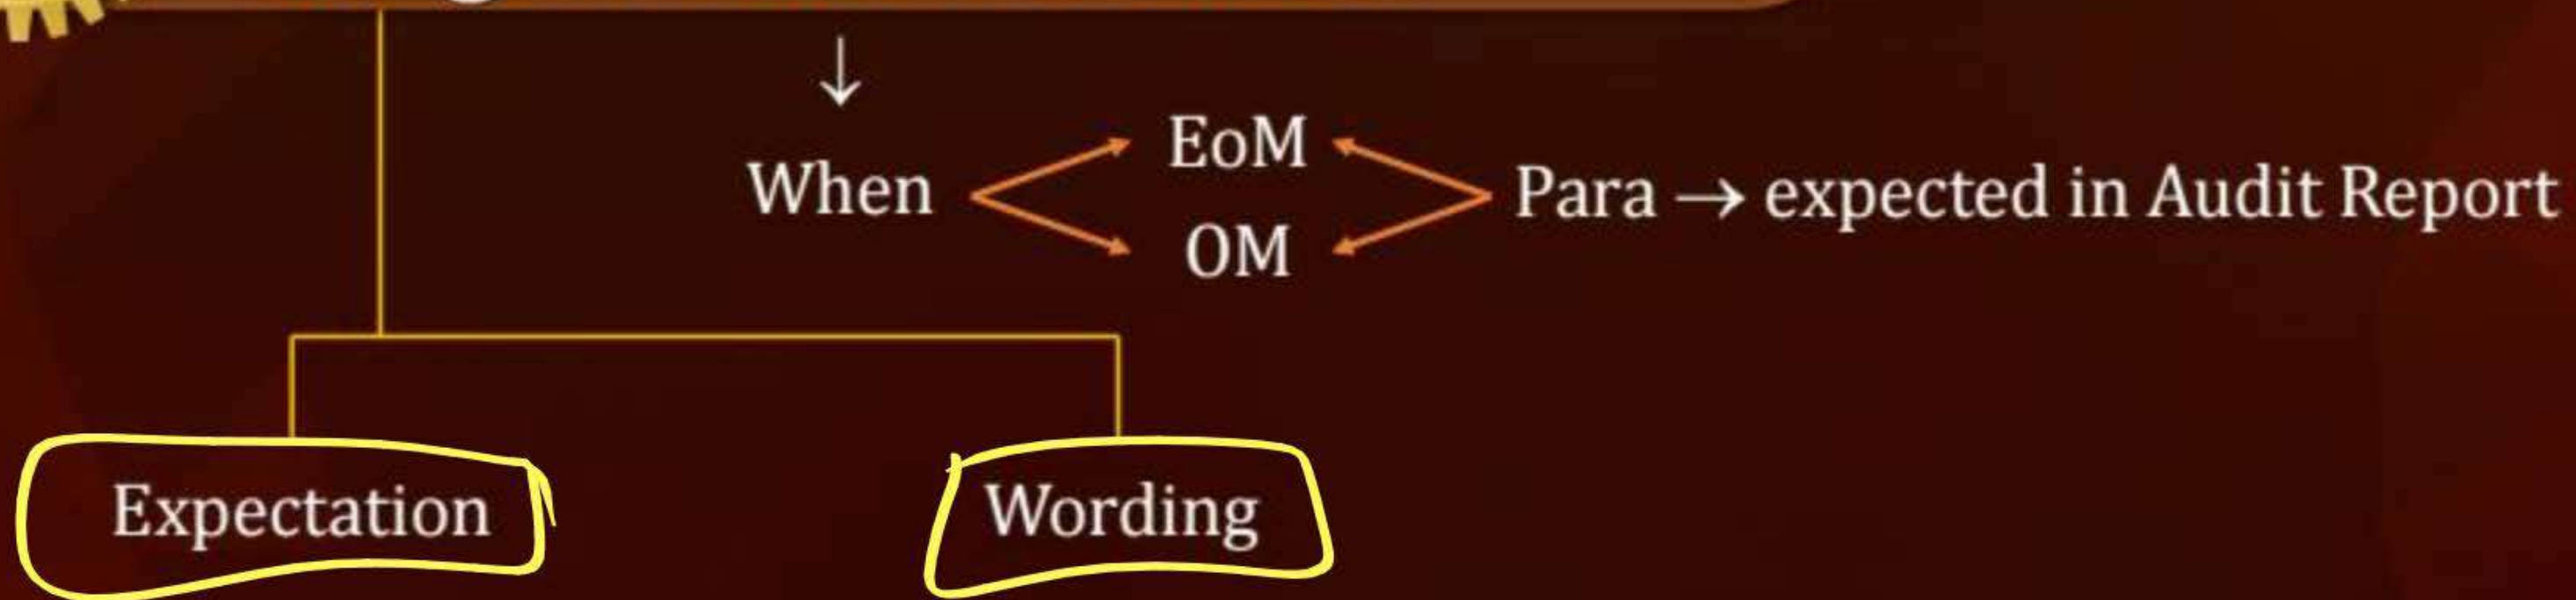 EoM
When Para → expected in Audit Report
OM
Expectation Wording